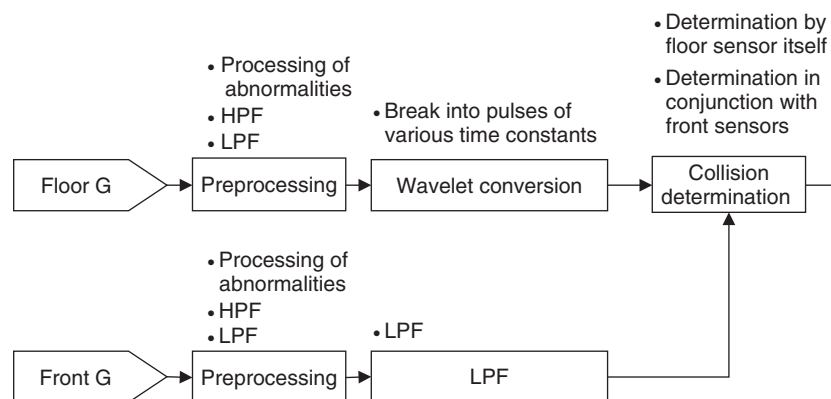 • Determination by
floor sensor itself
• Determination in
conjunction with
front sensors
• Processing of
abnormalities
• HPF
• LPF
• Break into pulses of
various time constants
Floor G
Preprocessing
Wavelet conversion
Collision
determination
• Processing of
abnormalities
• HPF
• LPF
• LPF
Front G
Preprocessing
LPF